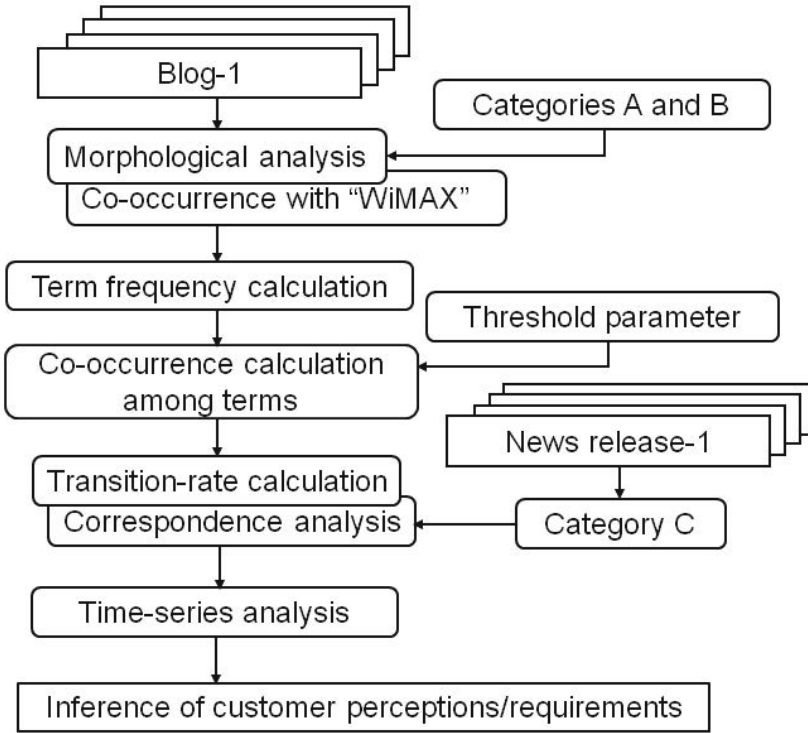 Blog-1
Categories A and B
Morphological analysis
Co-occurrence with “WiMAX”
Term frequency calculation
Threshold parameter
Co-occurrence calculation
among terms
News release-1
Transition-rate calculation
Correspondence analysis
Category C
Time-series analysis
Inference of customer perceptions/requirements